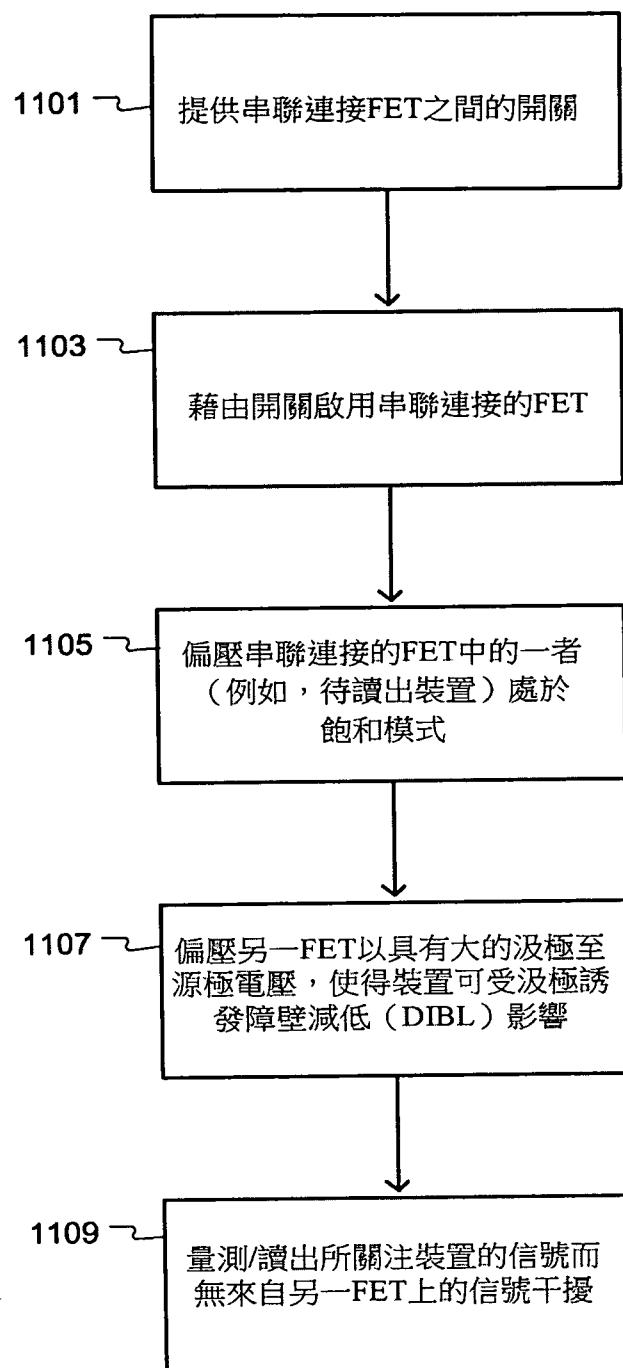 1101
提供串聯連接FET之間的開關
1103
藉由開關啟用串聯連接的FET
1105
偏壓串聯連接的FET中的一者
（例如，待讀出裝置）處於
飽和模式
1107
偏壓另一FET以具有大的汲極至
源極電壓，使得裝置可受汲極誘
發障壁減低（DIBL）影響
1109
量測/讀出所關注裝置的信號而
無來自另一FET上的信號干擾